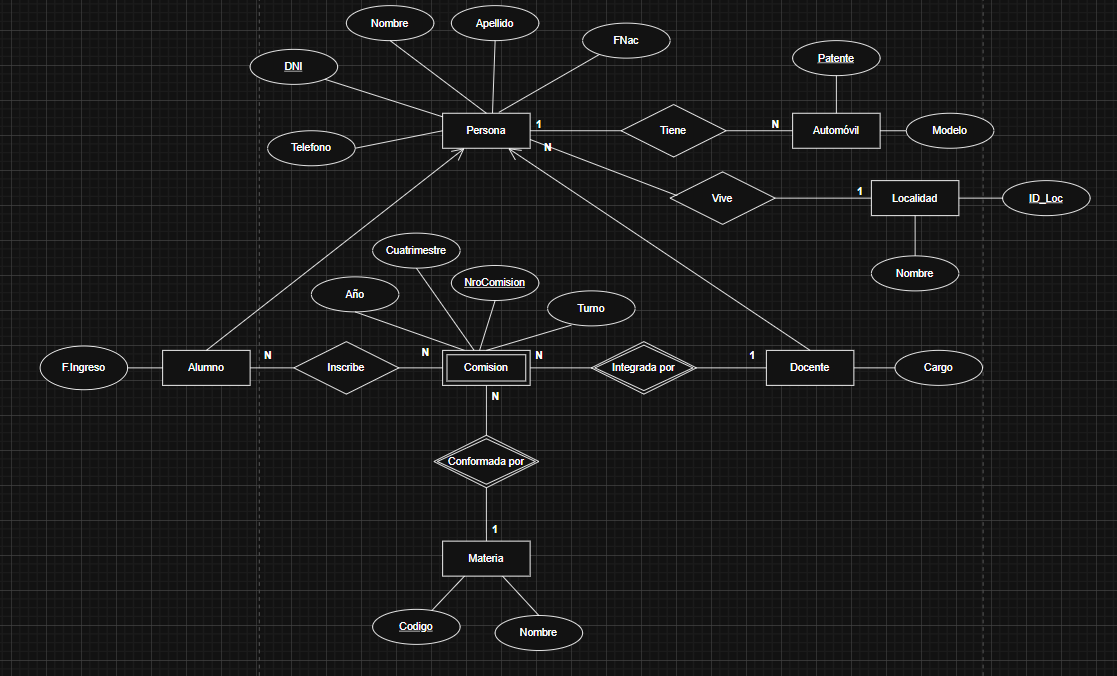 Nombre
Apellido
FNac
DNI
Patente
Telefono
Persona
1
Tiene
N
Automóvil
Modelo
N
Vive
1
Localidad
ID_Loc
Nombre
Cuatrimestre
Año
NroComision
Turno
F.Ingreso
Alumno
N
Inscribe
N
Comision
N
Integrada por
1
Docente
Cargo
N
Conformada por
1
Materia
Codigo
Nombre